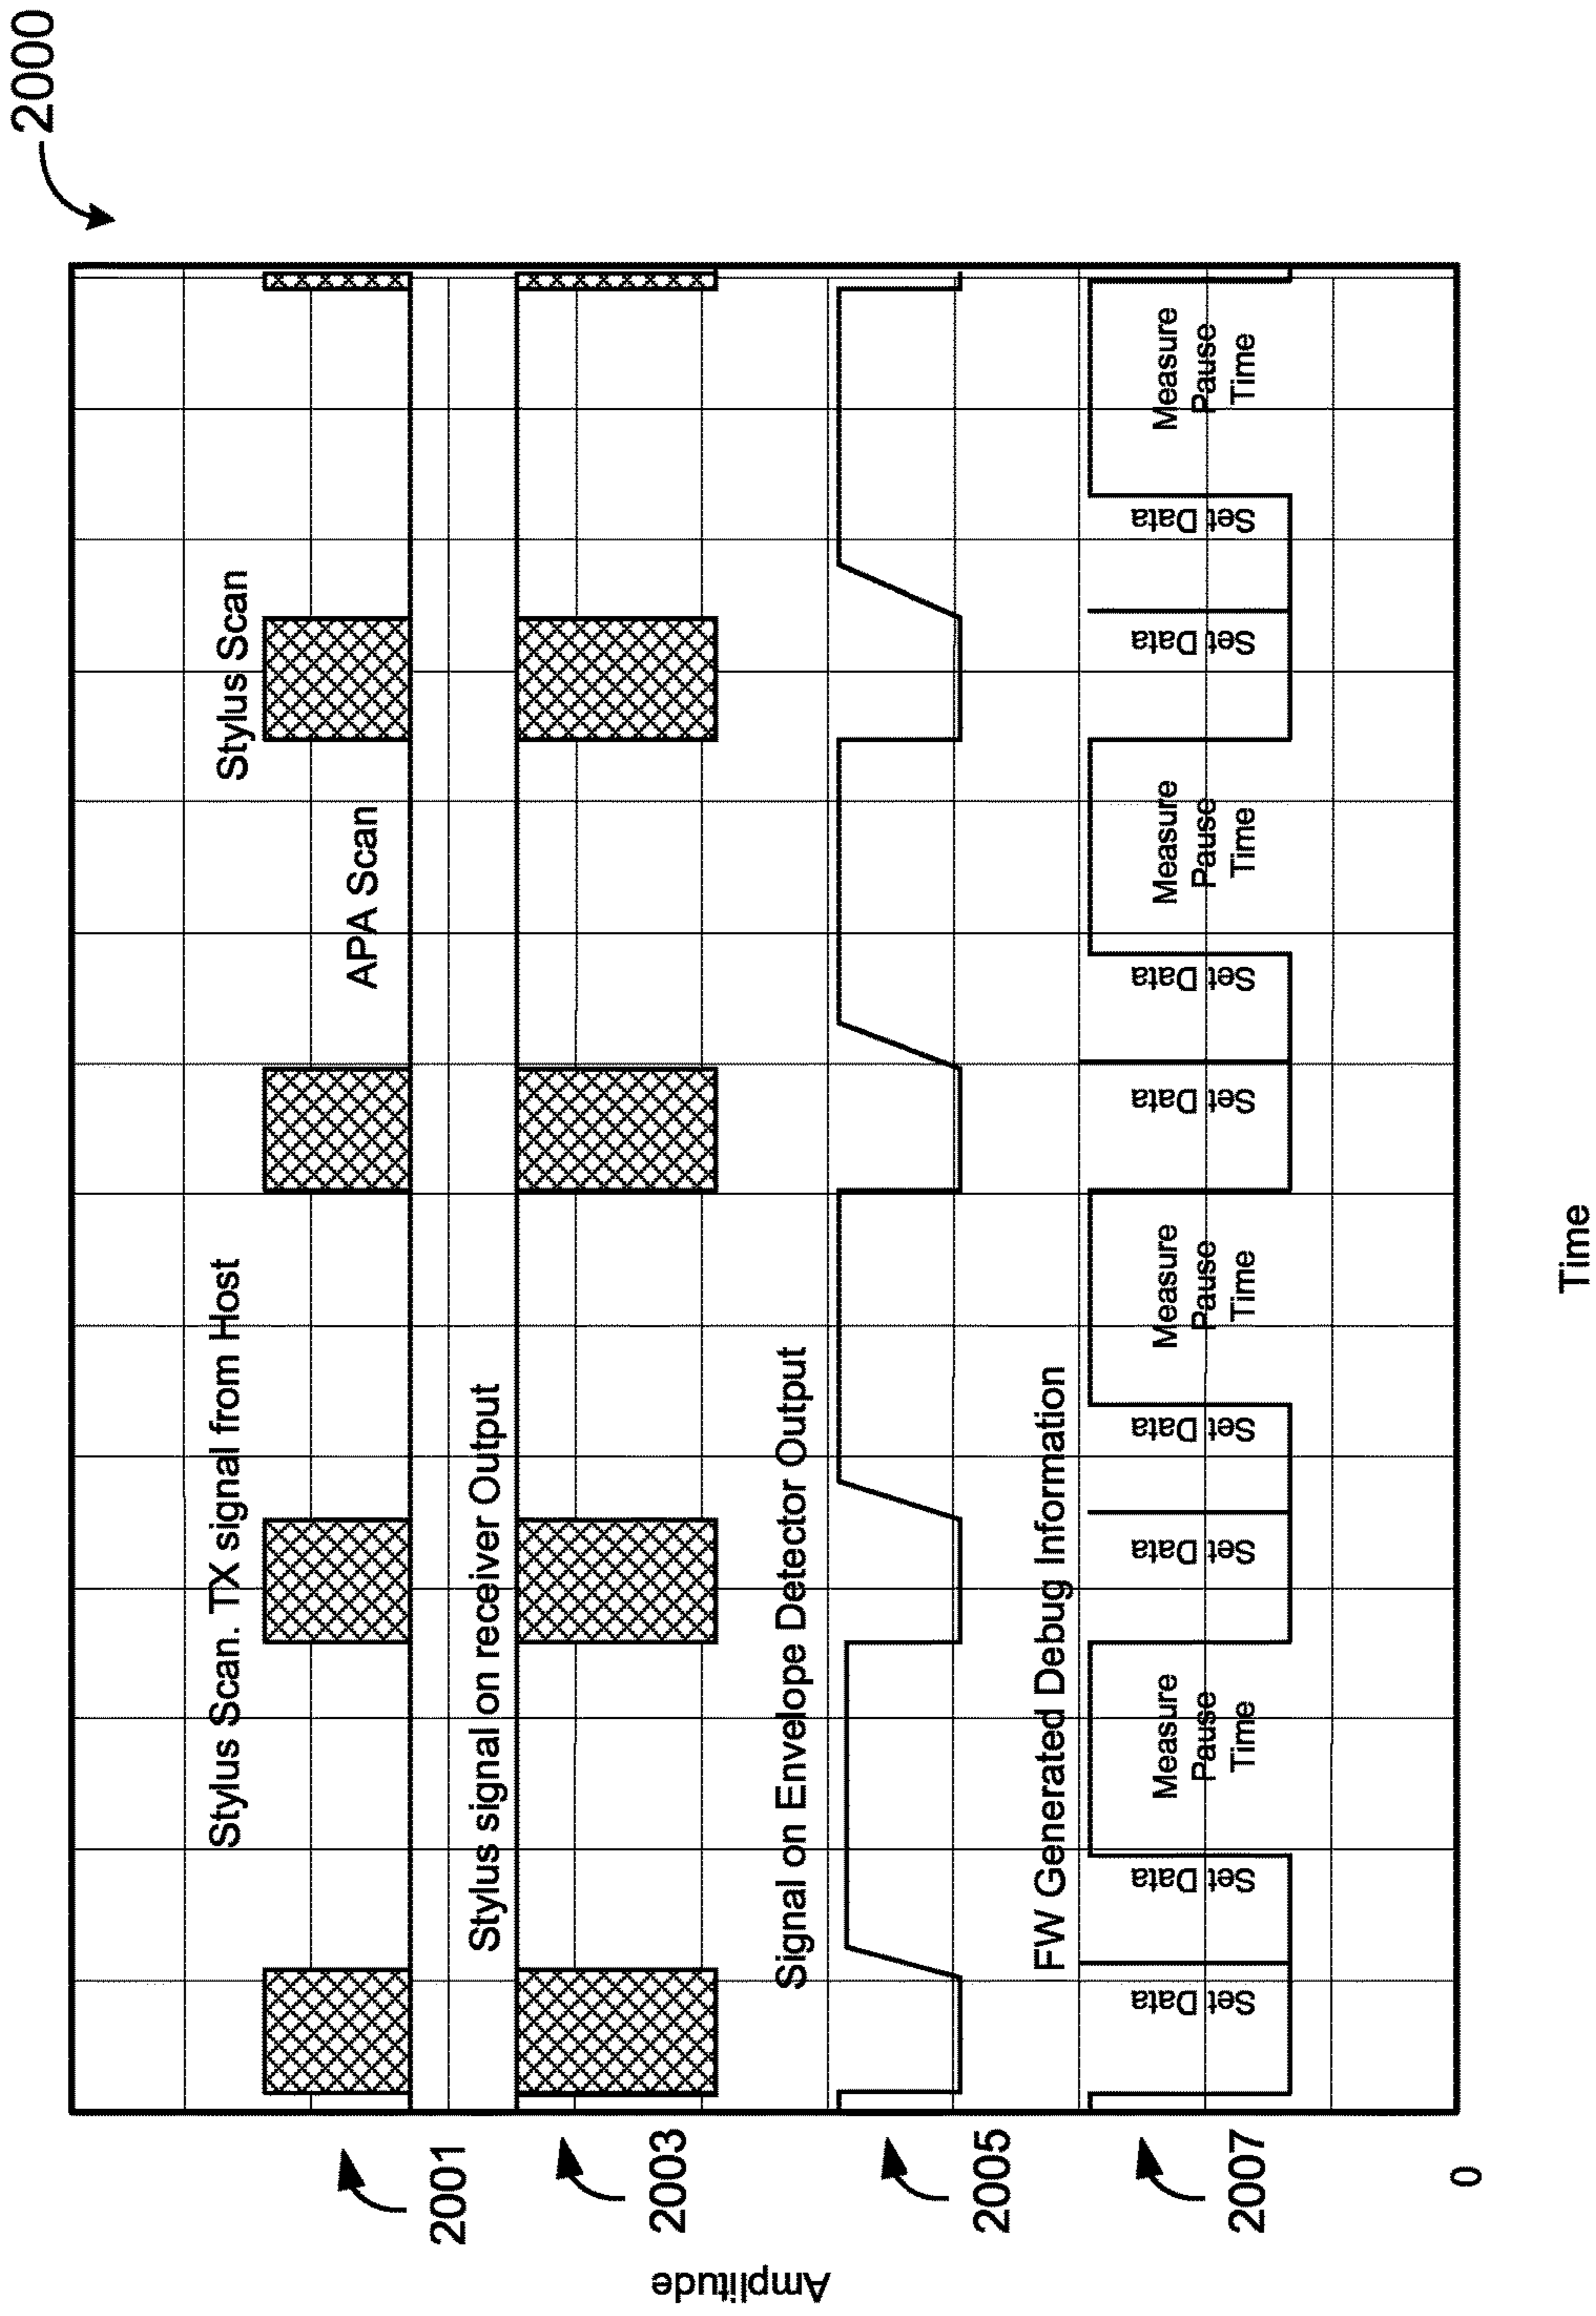 2000
Stylus Scan. TX signal from Host
Stylus Scan
APA Scan
2001
Stylus signal on receiver Output
2003
Signal on Envelope Detector Output
2005
FW Generated Debug Information
Set Data
Set Data
Measure
Pause
Time
Set Data
Set Data
Measure
Pause
Time
Set Data
Set Data
Measure
Pause
Time
Set Data
Set Data
Measure
Pause
Time
2007
0
Amplitude
Time